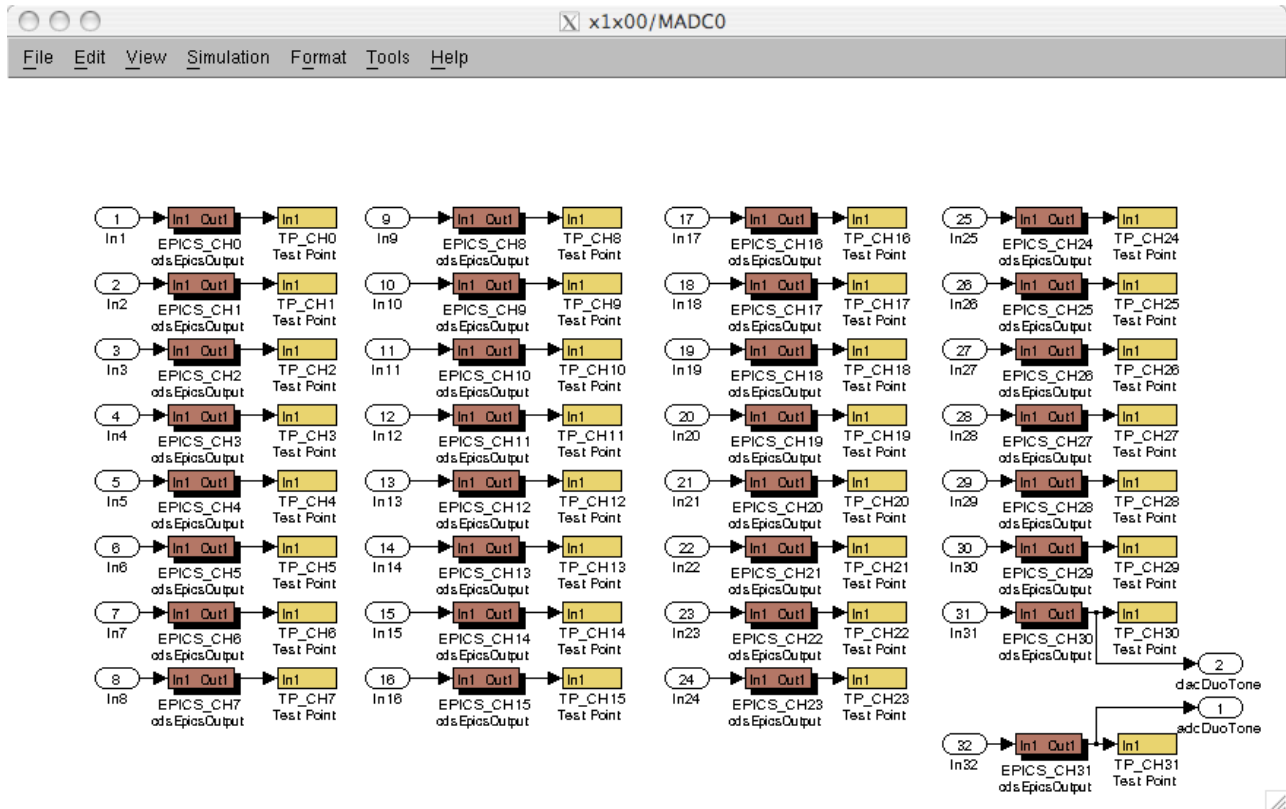 x1x00/MADC0
File Edit View Simulation Format Tools Help
1 In1 Out1 In1 9 In1 Out1 In1 17 In1 Out1 In1 25 In1 Out1 In1
In1 EPICS_CH0 TP_CH0 In9 EPICS_CH8 TP_CH8 In17 EPICS_CH16 TP_CH16 In25 EPICS_CH24 TP_CH24
cdsEpicsOutput Test Point cdsEpicsOutput Test Point cdsEpicsOutput Test Point cdsEpicsOutput Test Point
2 In1 Out1 In1 10 In1 Out1 In1 18 In1 Out1 In1 26 In1 Out1 In1
In2 EPICS_CH1 TP_CH1 In10 EPICS_CH9 TP_CH9 In18 EPICS_CH17 TP_CH17 In26 EPICS_CH25 TP_CH25
cdsEpicsOutput Test Point cdsEpicsOutput Test Point cdsEpicsOutput Test Point cdsEpicsOutput Test Point
3 In1 Out1 In1 11 In1 Out1 In1 19 In1 Out1 In1 27 In1 Out1 In1
In3 EPICS_CH2 TP_CH2 In11 EPICS_CH10 TP_CH10 In19 EPICS_CH18 TP_CH18 In27 EPICS_CH26 TP_CH26
cdsEpicsOutput Test Point cdsEpicsOutput Test Point cdsEpicsOutput Test Point cdsEpicsOutput Test Point
4 In1 Out1 In1 12 In1 Out1 In1 20 In1 Out1 In1 28 In1 Out1 In1
In4 EPICS_CH3 TP_CH3 In12 EPICS_CH11 TP_CH11 In20 EPICS_CH19 TP_CH19 In28 EPICS_CH27 TP_CH27
cdsEpicsOutput Test Point cdsEpicsOutput Test Point cdsEpicsOutput Test Point cdsEpicsOutput Test Point
5 In1 Out1 In1 13 In1 Out1 In1 21 In1 Out1 In1 29 In1 Out1 In1
In5 EPICS_CH4 TP_CH4 In13 EPICS_CH12 TP_CH12 In21 EPICS_CH20 TP_CH20 In29 EPICS_CH28 TP_CH28
cdsEpicsOutput Test Point cdsEpicsOutput Test Point cdsEpicsOutput Test Point cdsEpicsOutput Test Point
6 In1 Out1 In1 14 In1 Out1 In1 22 In1 Out1 In1 30 In1 Out1 In1
In6 EPICS_CH5 TP_CH5 In14 EPICS_CH13 TP_CH13 In22 EPICS_CH21 TP_CH21 In30 EPICS_CH29 TP_CH29
cdsEpicsOutput Test Point cdsEpicsOutput Test Point cdsEpicsOutput Test Point cdsEpicsOutput Test Point
7 In1 Out1 In1 15 In1 Out1 In1 23 In1 Out1 In1 31 In1 Out1 In1
In7 EPICS_CH6 TP_CH6 In15 EPICS_CH14 TP_CH14 In23 EPICS_CH22 TP_CH22 In31 EPICS_CH30 TP_CH30
cdsEpicsOutput Test Point cdsEpicsOutput Test Point cdsEpicsOutput Test Point cdsEpicsOutput Test Point
8 In1 Out1 In1 16 In1 Out1 In1 24 In1 Out1 In1 2
In8 EPICS_CH7 TP_CH7 In16 EPICS_CH15 TP_CH15 In24 EPICS_CH23 TP_CH23 dacDuoTone
cdsEpicsOutput Test Point cdsEpicsOutput Test Point cdsEpicsOutput Test Point 1
adcDuoTone
32 In1 Out1 In1
In32 EPICS_CH31 TP_CH31
cdsEpicsOutput Test Point